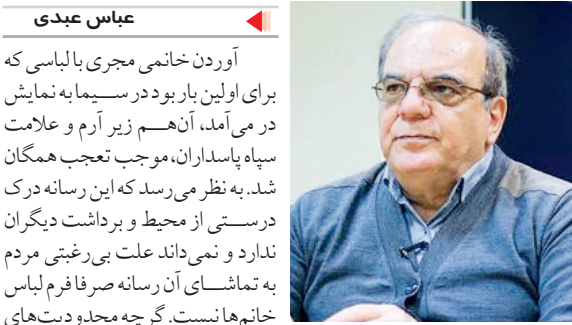 عباس عبدی
آوردن خانمی مجری با لباسی که
برای اولین بار بود در سیما به نمایش
در می‌آمد، آن‌هم زیر آرم و علامت
سپاه پاسداران، موجب تعجب همگان
شد. به نظر می‌رسد که این رسانه درک
درستی از محیط و برداشت دیگران
ندارد و نمی‌داند علت بی‌رغبتی مردم
به تماشای آن رسانه صرفا فرم لباس
خانم‌ها نیست. گرچه محدودیت‌های